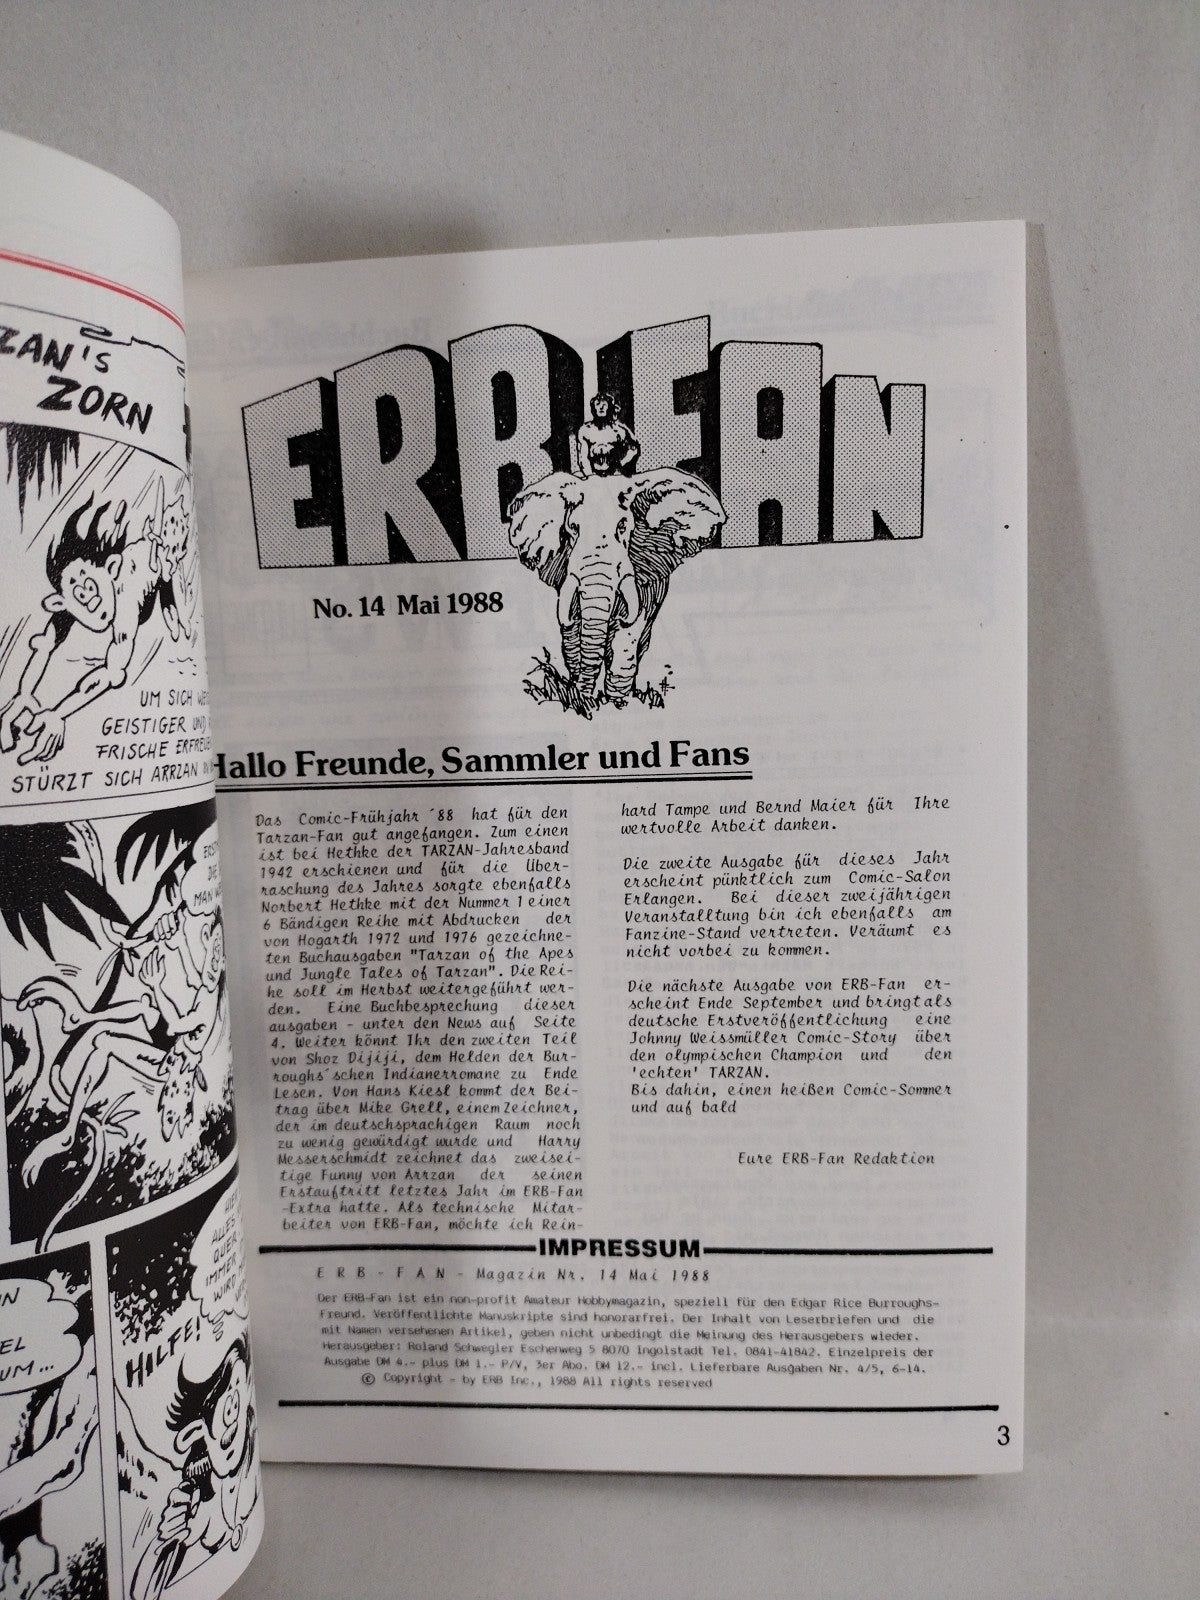 ZAN'S
ZORN
UM SICH
GEISTIGER UND
FRISCHE
STÜRZT SICH ARRZAN
MAN
HILFE!
ALLES
IMMER
WIRD
UM...
ERB-FAN
No. 14 Mai 1988
Hallo Freunde, Sammler und Fans
Das Comic-Frühjahr ´88 hat für den
Tarzan-Fan gut angefangen. Zum einen
ist bei Hethke der TARZAN-Jahresband
1942 erschienen und für die Über-
raschung des Jahres sorgte ebenfalls
Norbert Hethke mit der Nummer 1 einer
6 Bändigen Reihe mit Abdrucken der
von Hogarth 1972 und 1976 gezeichne-
ten Buchausgaben "Tarzan of the Apes
und Jungle Tales of Tarzan". Die Rei-
he soll im Herbst weitergeführt wer-
den. Eine Buchbesprechung dieser
ausgaben - unter den News auf Seite
4. Weiter könnt Ihr den zweiten Teil
von Shoz Dijiji, dem Helden der Bur-
roughs´schen Indianerromane zu Ende
Lesen. Von Hans Kiesl kommt der Bei-
trag über Mike Grell, einem Zeichner,
der im deutschsprachigen Raum noch
zu wenig gewürdigt wurde und Harry
Messerschmidt zeichnet das zweisei-
tige Funny von Arrzan der seinen
Erstauftritt letztes Jahr im ERB-Fan
-Extra hatte. Als technische Mitar-
beiter von ERB-Fan, möchte ich Rein-
hard Tampe und Bernd Maier für Ihre
wertvolle Arbeit danken.
Die zweite Ausgabe für dieses Jahr
erscheint pünktlich zum Comic-Salon
Erlangen. Bei dieser zweijährigen
Veranstalltung bin ich ebenfalls am
Fanzine-Stand vertreten. Veräumt es
nicht vorbei zu kommen.
Die nächste Ausgabe von ERB-Fan er-
scheint Ende September und bringt als
deutsche Erstveröffentlichung eine
Johnny Weissmüller Comic-Story über
den olympischen Champion und den
'echten' TARZAN.
Bis dahin, einen heißen Comic-Sommer
und auf bald
Eure ERB-Fan Redaktion
IMPRESSUM
E R B - F A N - Magazin Nr. 14 Mai 1988
Der ERB-Fan ist ein non-profit Amateur Hobbymagazin, speziell für den Edgar Rice Burroughs-
Freund. Veröffentlichte Manuskripte sind honorarfrei. Der Inhalt von Leserbriefen und die
mit Namen versehenen Artikel, geben nicht unbedingt die Meinung des Herausgebers wieder.
Herausgeber: Roland Schwegler Eschenweg 5 8070 Ingolstadt Tel. 0841-41842. Einzelpreis der
Ausgabe DM 4.- plus DM 1.- P/V, 3er Abo. DM 12.- incl. Lieferbare Ausgaben Nr. 4/5, 6-14.
© Copyright - by ERB Inc., 1988 All rights reserved
3